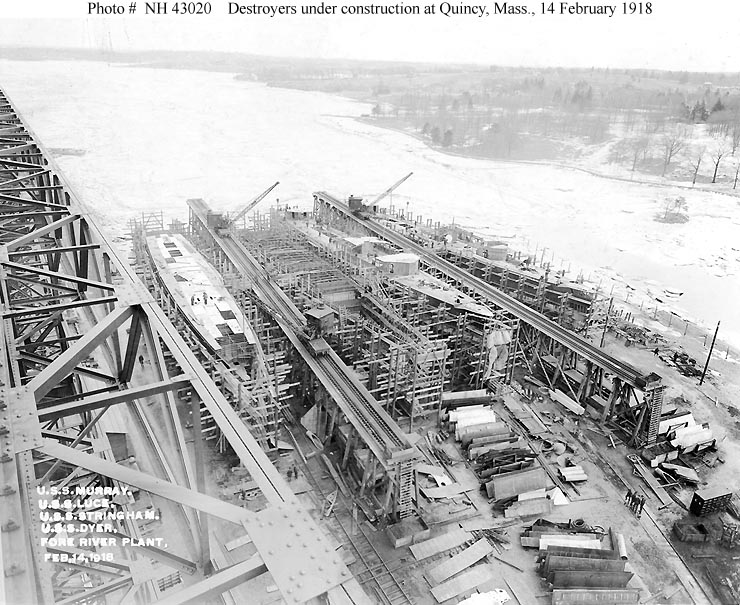 Photo # NH 43020 Destroyers under construction at Quincy, Mass., 14 February 1918
U.S.S. MURRAY.
U.S.S. LUCE.
U.S.S. STRINGHAM.
U.S.S. DYER.
FORE RIVER PLANT,
FEB. 14, 1918